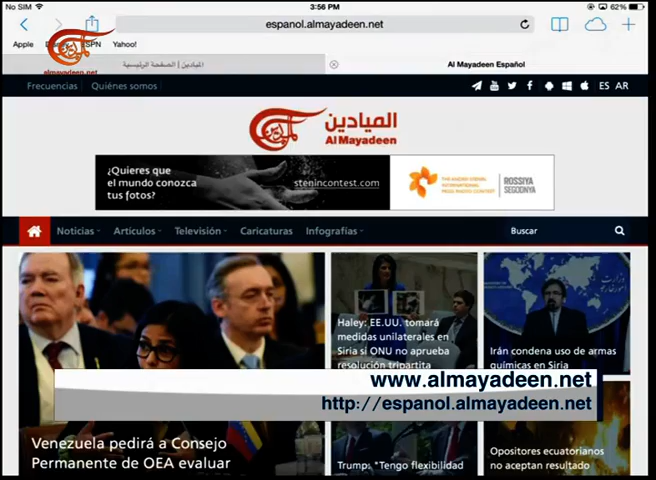 No SIM
3:56 PM
62%
espanol.almayadeen.net
Apple
ESPN
Yahoo!
almayadeen.net
الميادين | الصفحة الرئيسية
Al Mayadeen Español
Frecuencias
Quiénes somos
ES AR
الميادين
Al Mayadeen
¿Quieres que
el mundo conozca
tus fotos?
stenincontest.com
ROSSIYA
SEGODNYA
Noticias
Artículos
Televisión
Caricaturas
Infografías
Buscar
Haley: EE.UU. tomará
medidas unilaterales en
Siria si ONU no aprueba
resolución tripartita
Irán condena uso de armas
químicas en Siria
www.almayadeen.net
http://espanol.almayadeen.net
Venezuela pedirá a Consejo
Permanente de OEA evaluar
Trump: "Tengo flexibilidad
Opositores ecuatorianos
no aceptan resultado